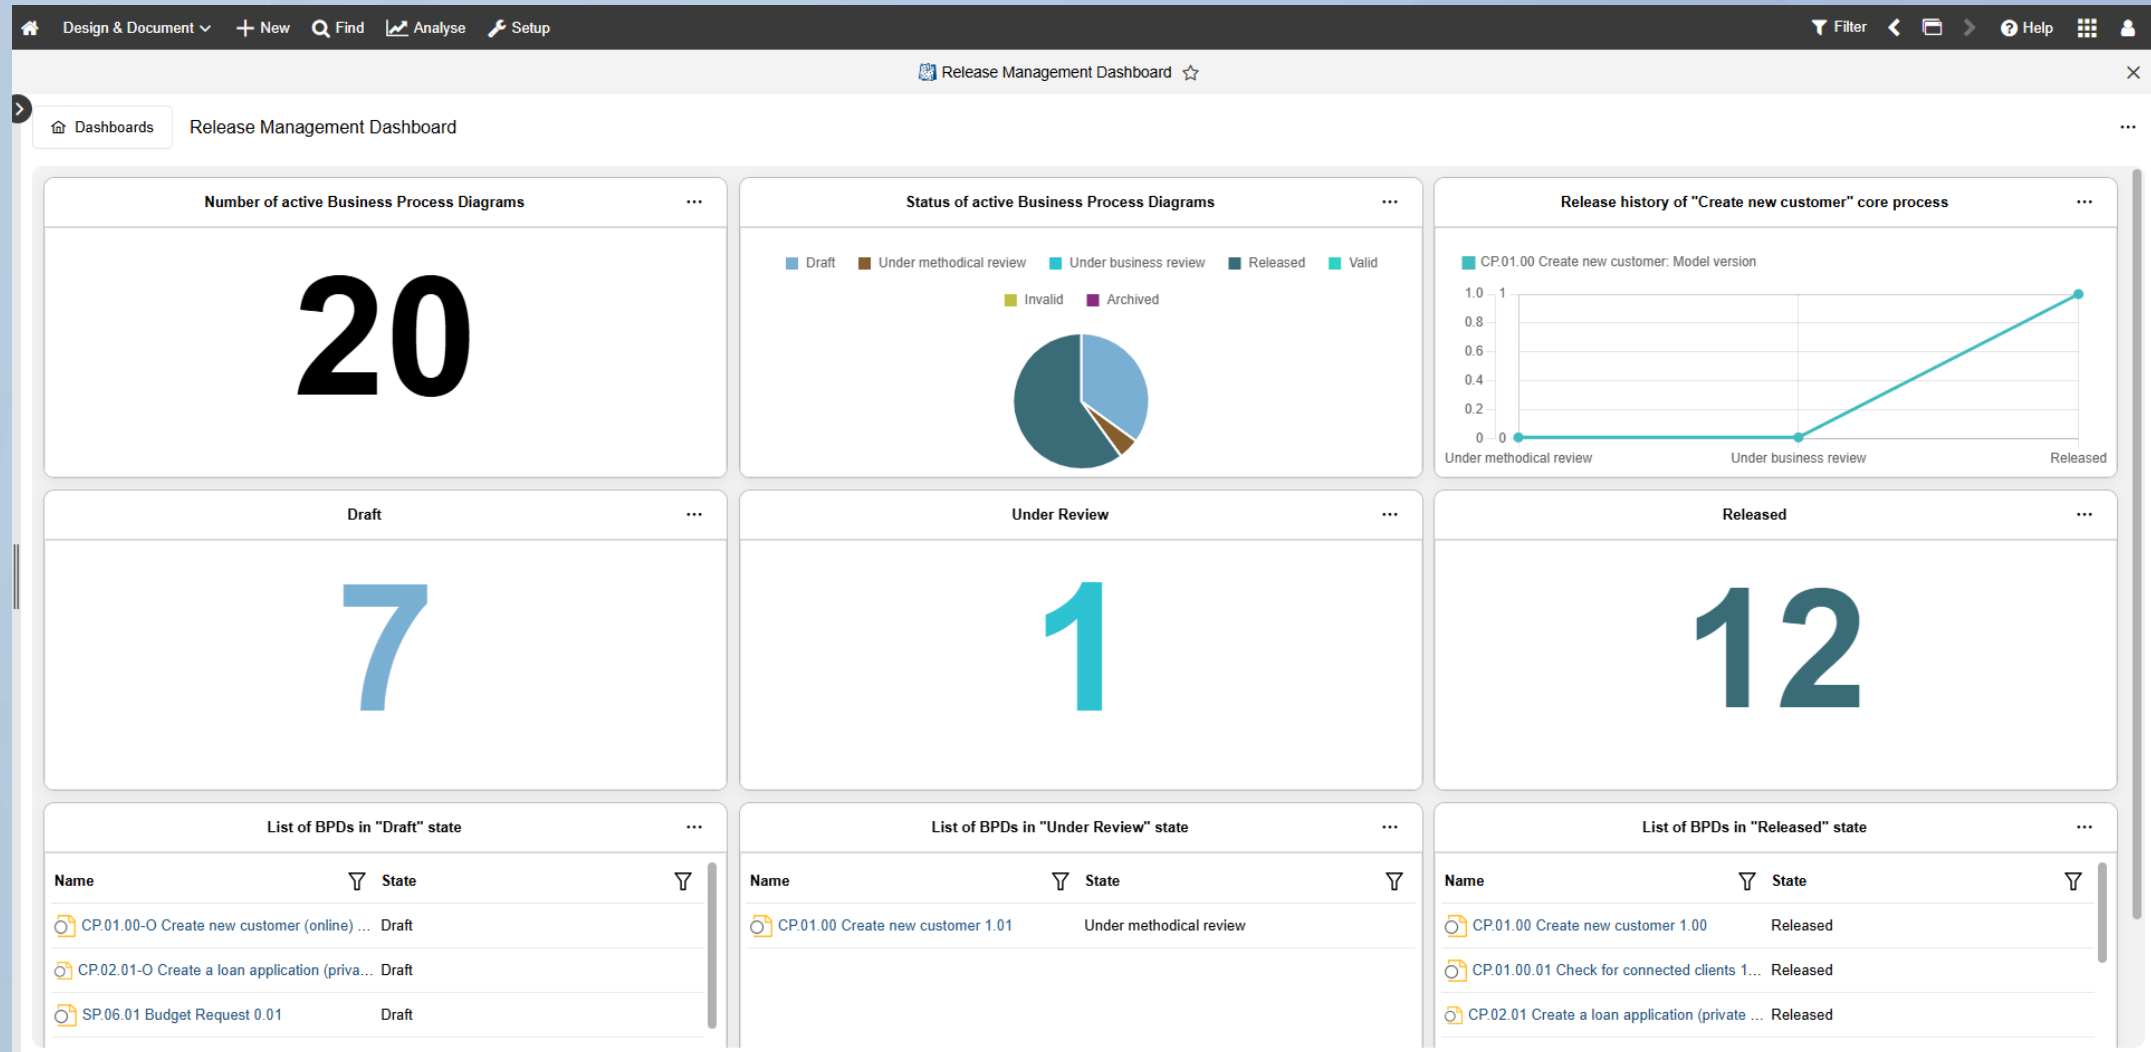 Design & Document New Find Analyse Setup Filter Help
Release Management Dashboard
Dashboards Release Management Dashboard
Number of active Business Process Diagrams
20
Status of active Business Process Diagrams
Draft Under methodical review Under business review Released Valid
Invalid Archived
Release history of "Create new customer" core process
CP.01.00 Create new customer: Model version
1.0 1
0.8
0.6
0.4
0.2
0 0
Under methodical review Under business review Released
Draft
7
Under Review
1
Released
12
List of BPDs in "Draft" state
Name State
CP.01.00-O Create new customer (online) ... Draft
CP.02.01-O Create a loan application (priva... Draft
SP.06.01 Budget Request 0.01 Draft
List of BPDs in "Under Review" state
Name State
CP.01.00 Create new customer 1.01 Under methodical review
List of BPDs in "Released" state
Name State
CP.01.00 Create new customer 1.00 Released
CP.01.00.01 Check for connected clients 1... Released
CP.02.01 Create a loan application (private ... Released